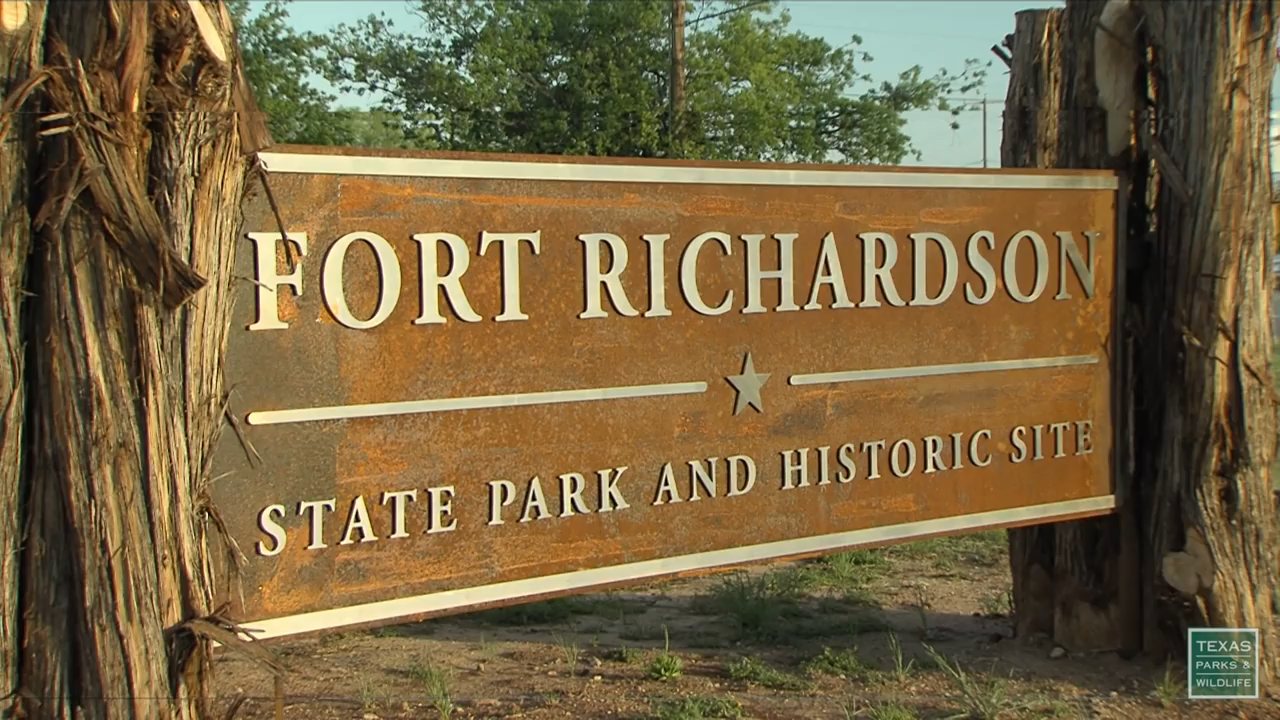 FORT RICHARDSON
STATE PARK AND HISTORIC SITE
TEXAS
PARKS &
WILDLIFE